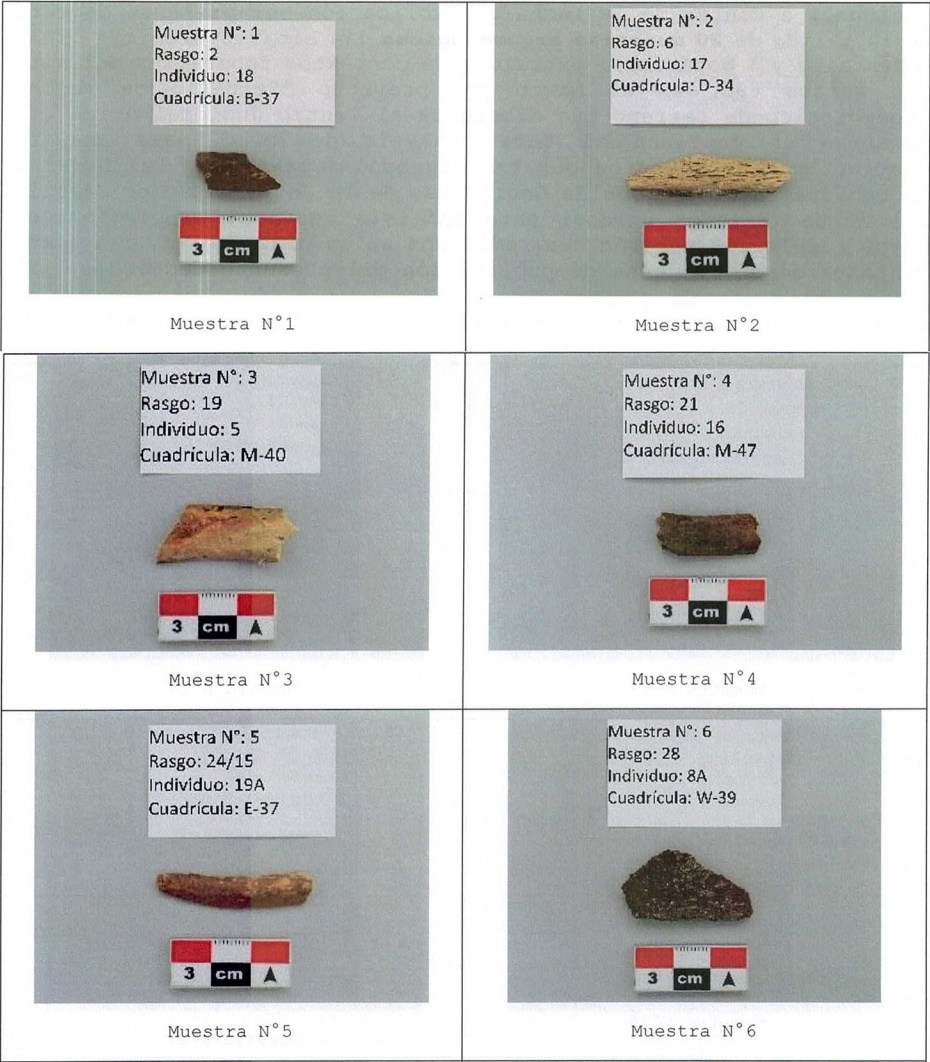 Muestra N°: 1
Rasgo: 2
Individuo: 18
Cuadrícula: B-37
3 cm
Muestra N°1
Muestra N°: 2
Rasgo: 6
Individuo: 17
Cuadrícula: D-34
3 cm
Muestra N°2
Muestra N°: 3
Rasgo: 19
Individuo: 5
Cuadrícula: M-40
3 cm
Muestra N°3
Muestra N°: 4
Rasgo: 21
Individuo: 16
Cuadrícula: M-47
3 cm
Muestra N°4
Muestra N°: 5
Rasgo: 24/15
Individuo: 19A
Cuadrícula: E-37
3 cm
Muestra N°5
Muestra N°: 6
Rasgo: 28
Individuo: 8A
Cuadrícula: W-39
3 cm
Muestra N°6